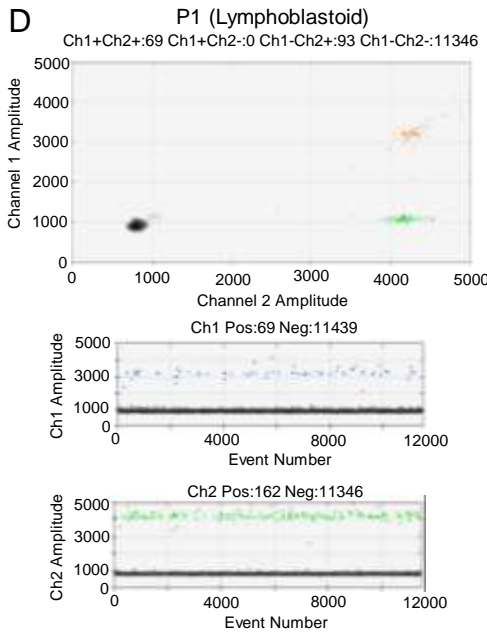 D
P1 (Lymphoblastoid)
Ch1+Ch2+:69 Ch1+Ch2-:0 Ch1-Ch2+:93 Ch1-Ch2-:11346
Channel 1 Amplitude
5000
4000
3000
2000
1000
0
0 1000 2000 3000 4000 5000
Channel 2 Amplitude
Ch1 Pos:69 Neg:11439
Ch1 Amplitude
5000
3000
1000
0
0 4000 8000 12000
Event Number
Ch2 Pos:162 Neg:11346
Ch2 Amplitude
5000
3000
1000
0
0 4000 8000 12000
Event Number